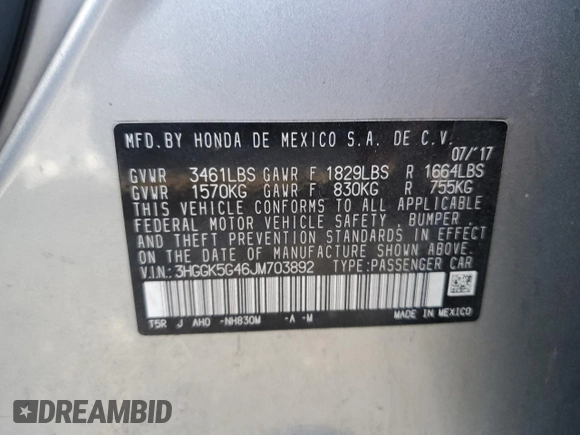 MFD.BY HONDA DE MEXICO S.A. DE C.V.
07/'17
GVWR 3461LBS GAWR F 1829LBS R 1664LBS
GVWR 1570KG GAWR F 830KG R 755KG
THIS VEHICLE CONFORMS TO ALL APPLICABLE
FEDERAL MOTOR VEHICLE SAFETY, BUMPER,
AND THEFT PREVENTION STANDARDS IN EFFECT
ON THE DATE OF MANUFACTURE SHOWN ABOVE.
V.I.N.: 3HGGK5G46JM703892 TYPE:PASSENGER CAR
T5R J AHO -NH830M -A -M
MADE IN MEXICO
DREAMBID